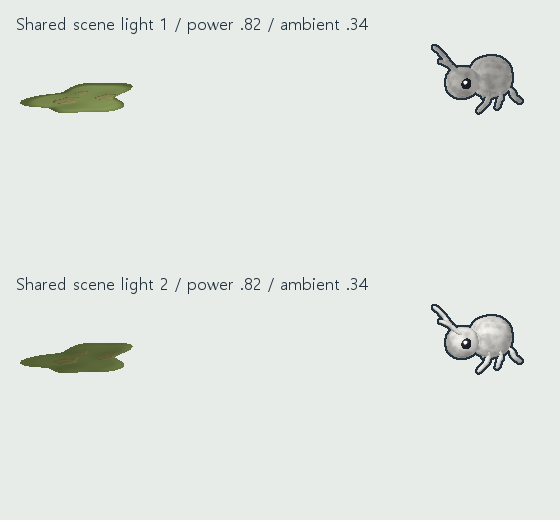 Shared scene light 1 / power .82 / ambient .34
Shared scene light 2 / power .82 / ambient .34